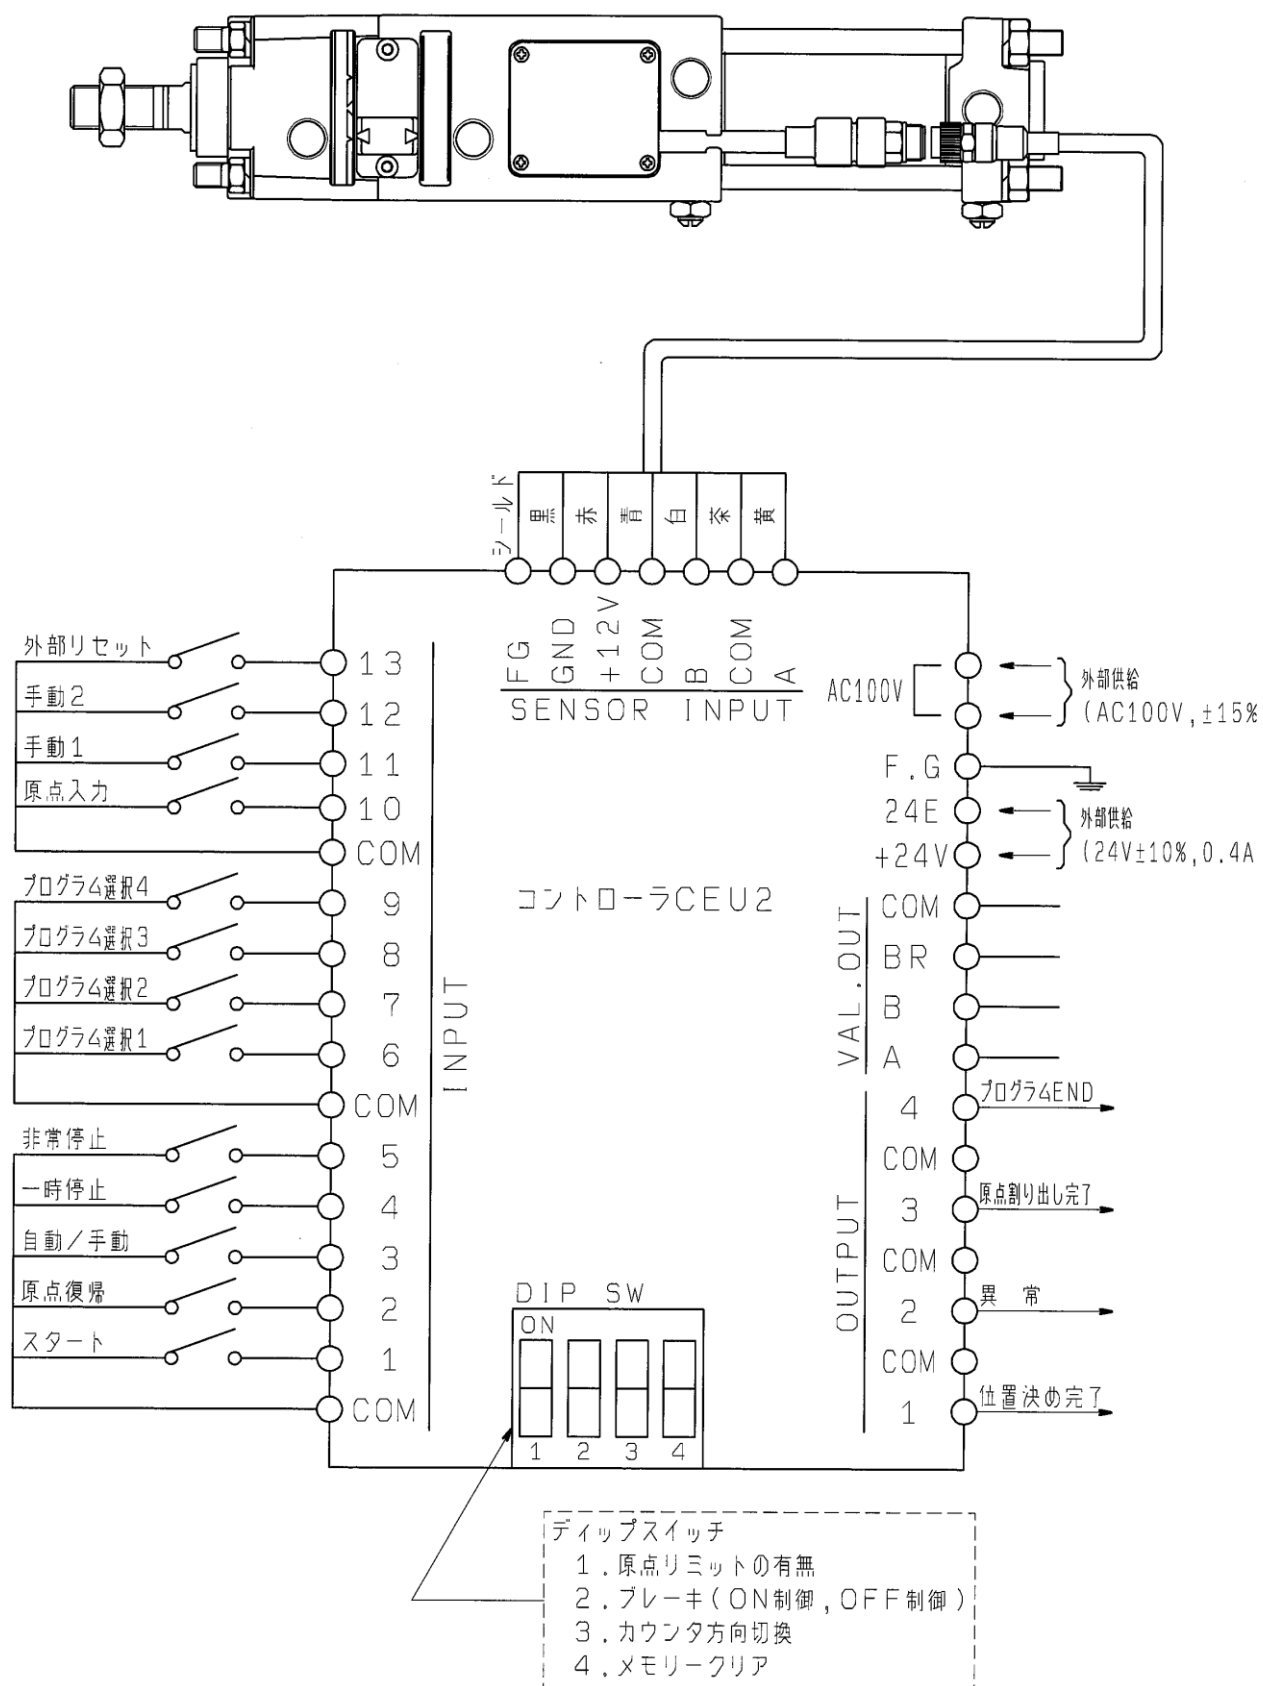 シールド
黒
赤
青
白
茶
黄
FG
GND
+12V
COM
B
COM
A
SENSOR INPUT
外部リセット
13
手動2
12
手動1
11
原点入力
10
COM
プログラム選択4
9
プログラム選択3
8
プログラム選択2
7
プログラム選択1
6
COM
非常停止
5
一時停止
4
自動/手動
3
原点復帰
2
スタート
1
COM
INPUT
コントローラCEU2
AC100V
外部供給
(AC100V,±15%
F.G
24E
+24V
外部供給
(24V±10%,0.4A
COM
BR
B
A
VAL.OUT
4
プログラムEND
COM
3
原点割り出し完了
COM
2
異 常
COM
1
位置決め完了
OUTPUT
DIP SW
ON
1 2 3 4
ディップスイッチ
1.原点リミットの有無
2.ブレーキ(ON制御,OFF制御)
3.カウンタ方向切換
4.メモリークリア